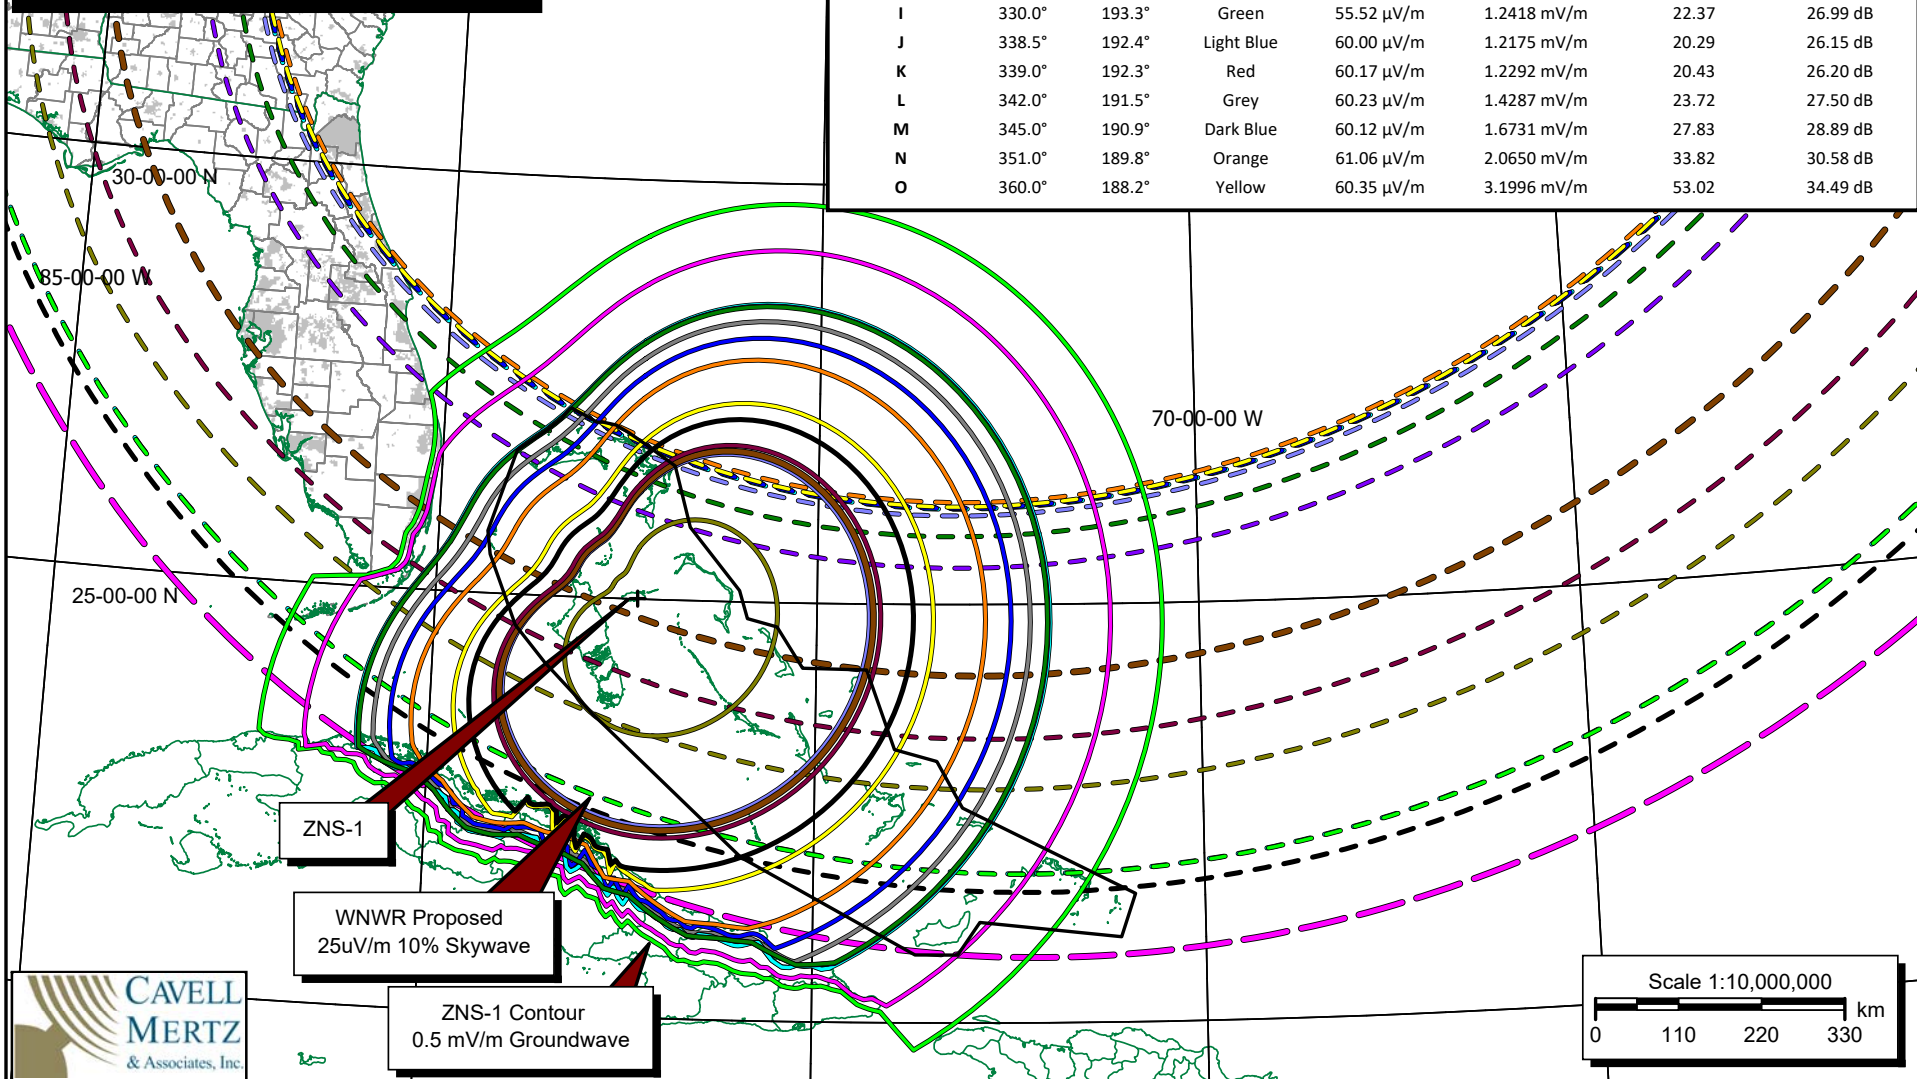 I 330.0° 193.3° Green 55.52 µV/m 1.2418 mV/m 22.37 26.99 dB
J 338.5° 192.4° Light Blue 60.00 µV/m 1.2175 mV/m 20.29 26.15 dB
K 339.0° 192.3° Red 60.17 µV/m 1.2292 mV/m 20.43 26.20 dB
L 342.0° 191.5° Grey 60.23 µV/m 1.4287 mV/m 23.72 27.50 dB
M 345.0° 190.9° Dark Blue 60.12 µV/m 1.6731 mV/m 27.83 28.89 dB
N 351.0° 189.8° Orange 61.06 µV/m 2.0650 mV/m 33.82 30.58 dB
O 360.0° 188.2° Yellow 60.35 µV/m 3.1996 mV/m 53.02 34.49 dB
30-00-00 N
85-00-00 W
70-00-00 W
25-00-00 N
ZNS-1
WNWR Proposed
25uV/m 10% Skywave
ZNS-1 Contour
0.5 mV/m Groundwave
CAVELL
MERTZ
& Associates, Inc.
Scale 1:10,000,000
km
0 110 220 330